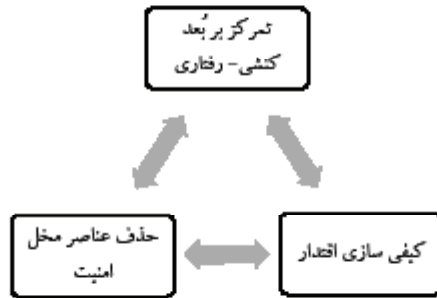 تمرکز بر بُعد
کنشی- رفتاری
حذف عناصر مخل
امنیت
کیفی سازی اقتدار